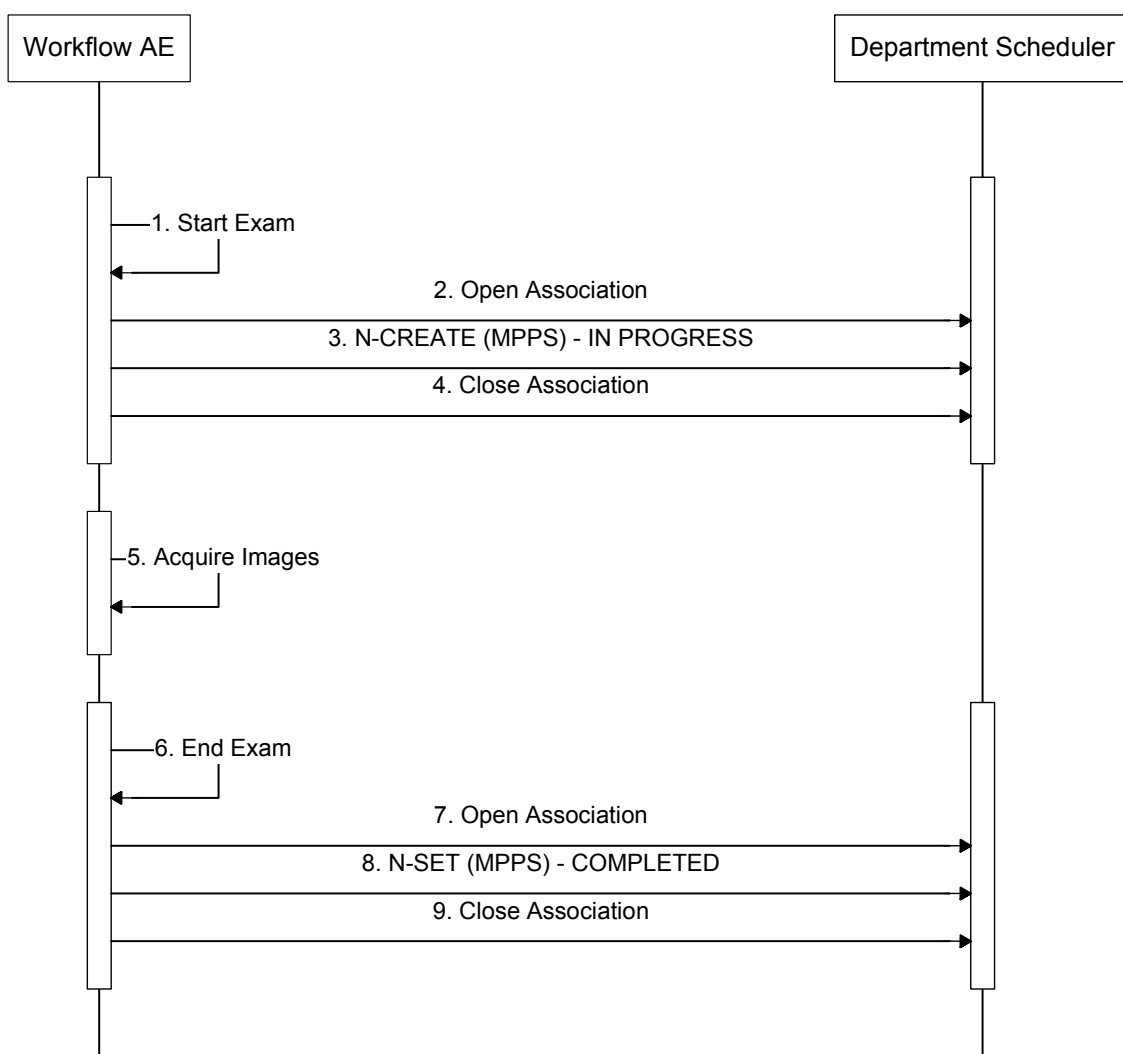 Workflow AE
Department Scheduler
1. Start Exam
2. Open Association
3. N-CREATE (MPPS) - IN PROGRESS
4. Close Association
5. Acquire Images
6. End Exam
7. Open Association
8. N-SET (MPPS) - COMPLETED
9. Close Association